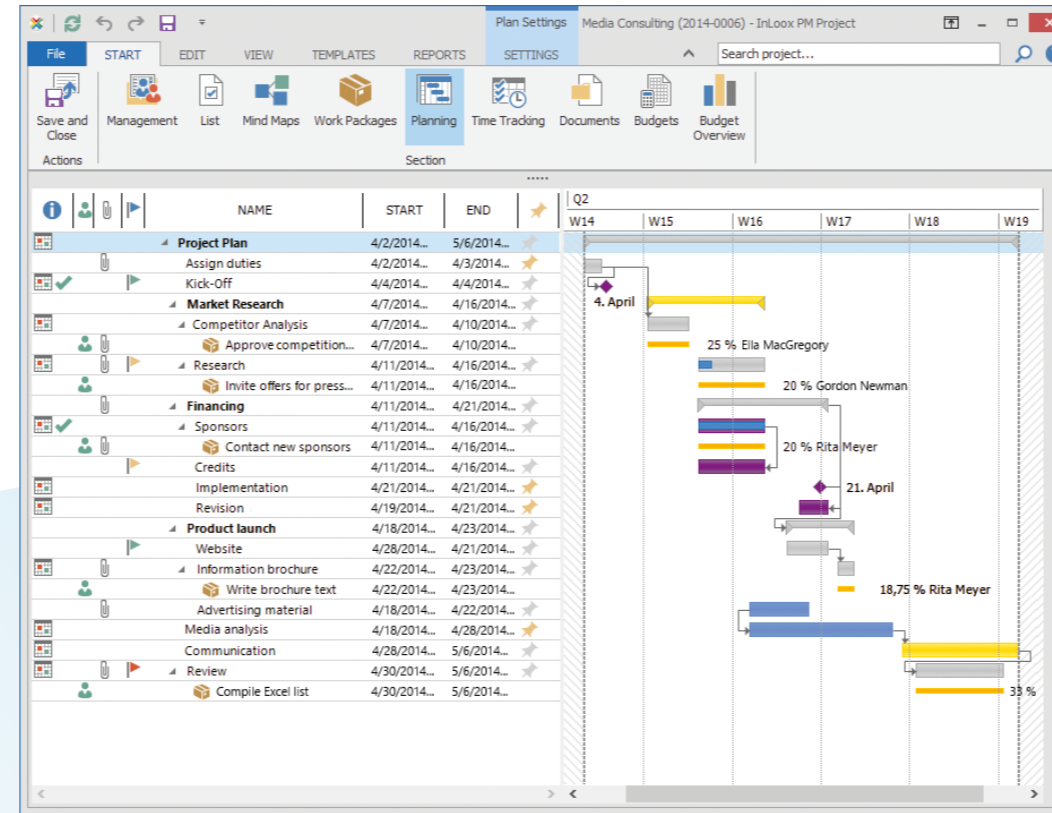 Plan Settings Media Consulting (2014-0006) - InLoox PM Project
File START EDIT VIEW TEMPLATES REPORTS SETTINGS Search project...
Save and Close Management List Mind Maps Work Packages Planning Time Tracking Documents Budgets Budget Overview
Actions Section
Q2
NAME START END W14 W15 W16 W17 W18 W19
Project Plan 4/2/2014... 5/6/2014...
Assign duties 4/2/2014... 4/3/2014...
Kick-Off 4/4/2014... 4/4/2014...
Market Research 4/7/2014... 4/16/2014... 4. April
Competitor Analysis 4/7/2014... 4/10/2014...
Approve competition... 4/7/2014... 4/10/2014... 25 % Ella MacGregory
Research 4/11/2014... 4/16/2014...
Invite offers for press... 4/11/2014... 4/16/2014... 20 % Gordon Newman
Financing 4/11/2014... 4/21/2014...
Sponsors 4/11/2014... 4/16/2014...
Contact new sponsors 4/11/2014... 4/16/2014... 20 % Rita Meyer
Credits 4/11/2014... 4/16/2014...
Implementation 4/21/2014... 4/21/2014... 21. April
Revision 4/19/2014... 4/21/2014...
Product launch 4/18/2014... 4/23/2014...
Website 4/28/2014... 4/21/2014...
Information brochure 4/22/2014... 4/23/2014...
Write brochure text 4/22/2014... 4/23/2014... 18,75 % Rita Meyer
Advertising material 4/18/2014... 4/22/2014...
Media analysis 4/18/2014... 4/28/2014...
Communication 4/28/2014... 5/6/2014...
Review 4/30/2014... 5/6/2014...
Compile Excel list 4/30/2014... 5/6/2014... 33 %